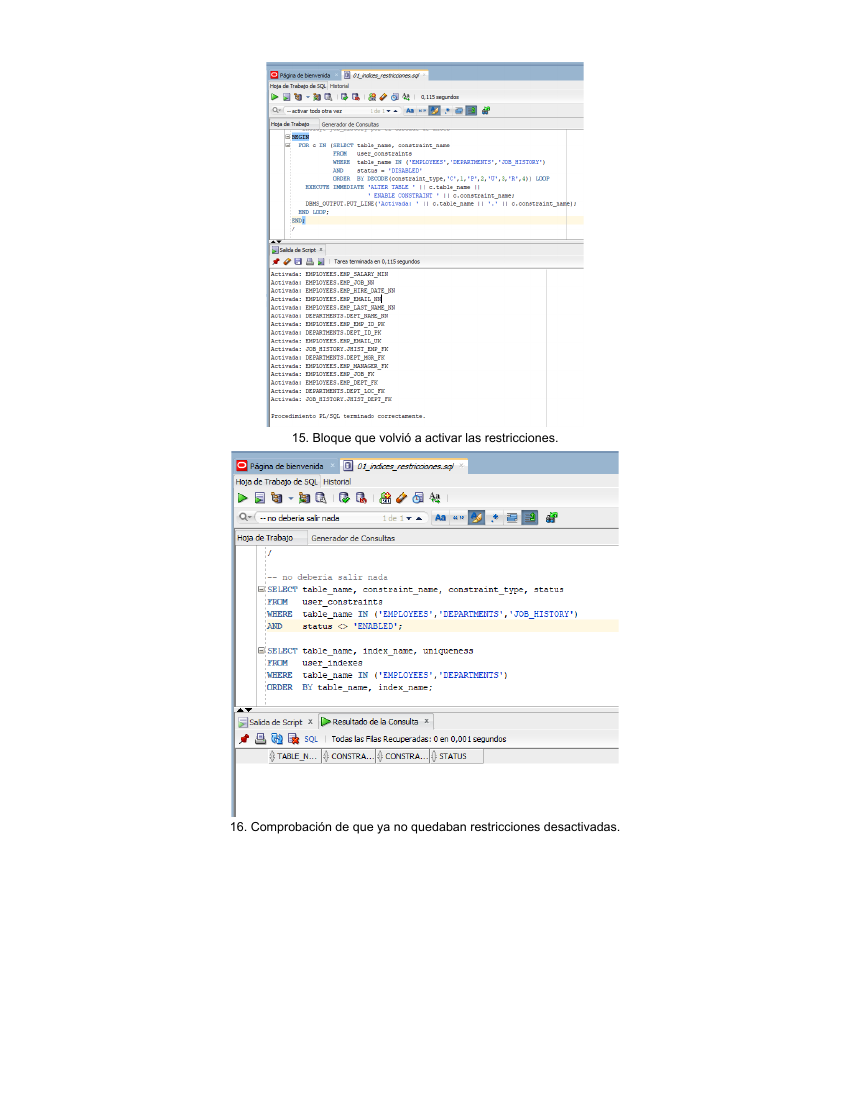 Página de bienvenida × 01_indices_restricciones.sql ×
Hoja de Trabajo de SQL Historial
0,115 segundos
-- activar todo otra vez 1 de 1 Aa “” .*
Hoja de Trabajo Generador de Consultas
BEGIN
FOR c IN (SELECT table_name, constraint_name
FROM user_constraints
WHERE table_name IN ('EMPLOYEES','DEPARTMENTS','JOB_HISTORY')
AND status = 'DISABLED'
ORDER BY DECODE(constraint_type,'C',1,'P',2,'U',3,'R',4)) LOOP
EXECUTE IMMEDIATE 'ALTER TABLE ' || c.table_name ||
' ENABLE CONSTRAINT ' || c.constraint_name;
DBMS_OUTPUT.PUT_LINE('Activada: ' || c.table_name || '.' || c.constraint_name);
END LOOP;
END;
/
Salida de Script ×
Tarea terminada en 0,115 segundos
Activada: EMPLOYEES.EMP_SALARY_MIN
Activada: EMPLOYEES.EMP_JOB_NN
Activada: EMPLOYEES.EMP_HIRE_DATE_NN
Activada: EMPLOYEES.EMP_EMAIL_NN
Activada: EMPLOYEES.EMP_LAST_NAME_NN
Activada: DEPARTMENTS.DEPT_NAME_NN
Activada: EMPLOYEES.EMP_EMP_ID_PK
Activada: DEPARTMENTS.DEPT_ID_PK
Activada: EMPLOYEES.EMP_EMAIL_UK
Activada: JOB_HISTORY.JHIST_EMP_FK
Activada: DEPARTMENTS.DEPT_MGR_FK
Activada: EMPLOYEES.EMP_MANAGER_FK
Activada: EMPLOYEES.EMP_JOB_FK
Activada: EMPLOYEES.EMP_DEPT_FK
Activada: DEPARTMENTS.DEPT_LOC_FK
Activada: JOB_HISTORY.JHIST_DEPT_FK
Procedimiento PL/SQL terminado correctamente.
15. Bloque que volvió a activar las restricciones.
Página de bienvenida × 01_indices_restricciones.sql ×
Hoja de Trabajo de SQL Historial
-- no deberia salir nada 1 de 1 Aa “” .*
Hoja de Trabajo Generador de Consultas
/
-- no deberia salir nada
SELECT table_name, constraint_name, constraint_type, status
FROM user_constraints
WHERE table_name IN ('EMPLOYEES','DEPARTMENTS','JOB_HISTORY')
AND status <> 'ENABLED';
SELECT table_name, index_name, uniqueness
FROM user_indexes
WHERE table_name IN ('EMPLOYEES','DEPARTMENTS')
ORDER BY table_name, index_name;
Salida de Script × Resultado de la Consulta ×
SQL Todas las Filas Recuperadas: 0 en 0,001 segundos
TABLE_N... CONSTRA... CONSTRA... STATUS
16. Comprobación de que ya no quedaban restricciones desactivadas.